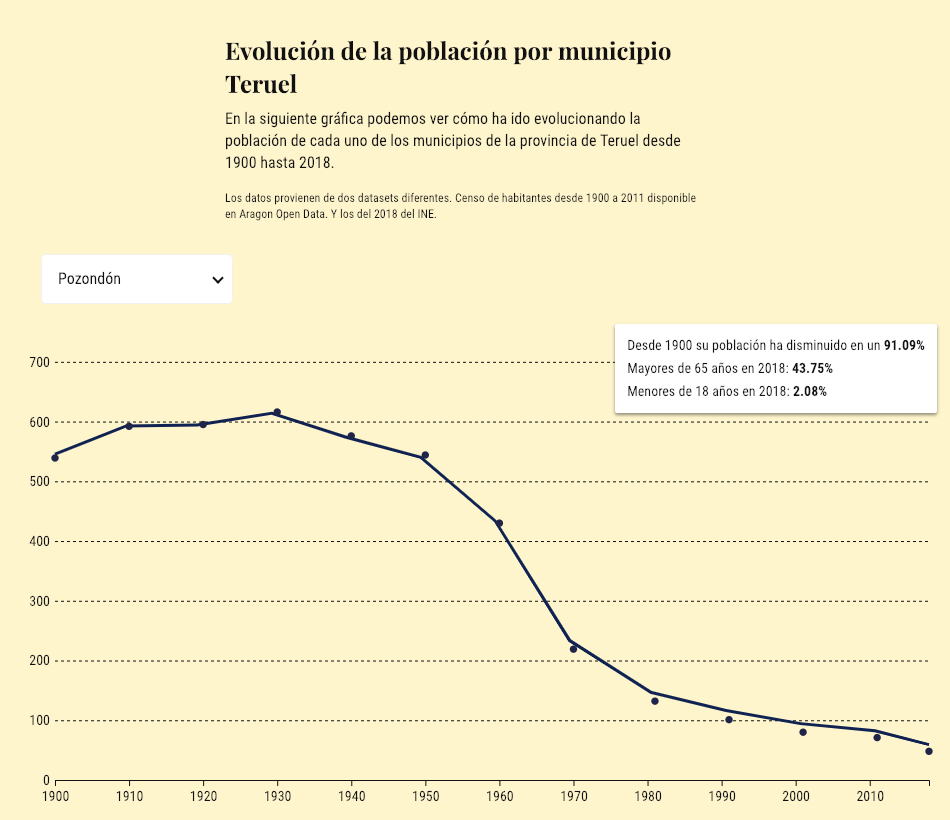 Evolución de la población por municipio
Teruel
En la siguiente gráfica podemos ver cómo ha ido evolucionando la
población de cada uno de los municipios de la provincia de Teruel desde
1900 hasta 2018.
Los datos provienen de dos datasets diferentes. Censo de habitantes desde 1900 a 2011 disponible
en Aragon Open Data. Y los del 2018 del INE.
Pozondón
Desde 1900 su población ha disminuido en un 91.09%
Mayores de 65 años en 2018: 43.75%
Menores de 18 años en 2018: 2.08%
700
600
500
400
300
200
100
0
1900 1910 1920 1930 1940 1950 1960 1970 1980 1990 2000 2010